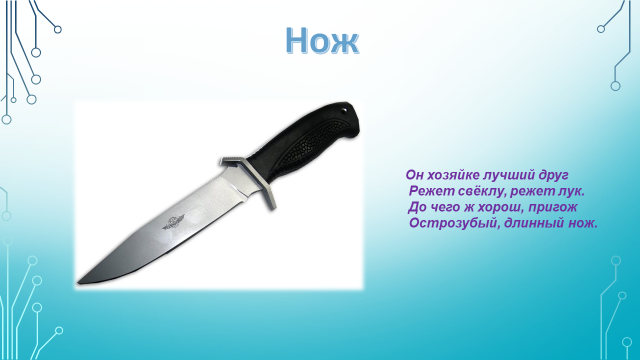 Нож
Он хозяйке лучший друг
Режет свёклу, режет лук.
До чего ж хорош, пригож
Острозубый, длинный нож.